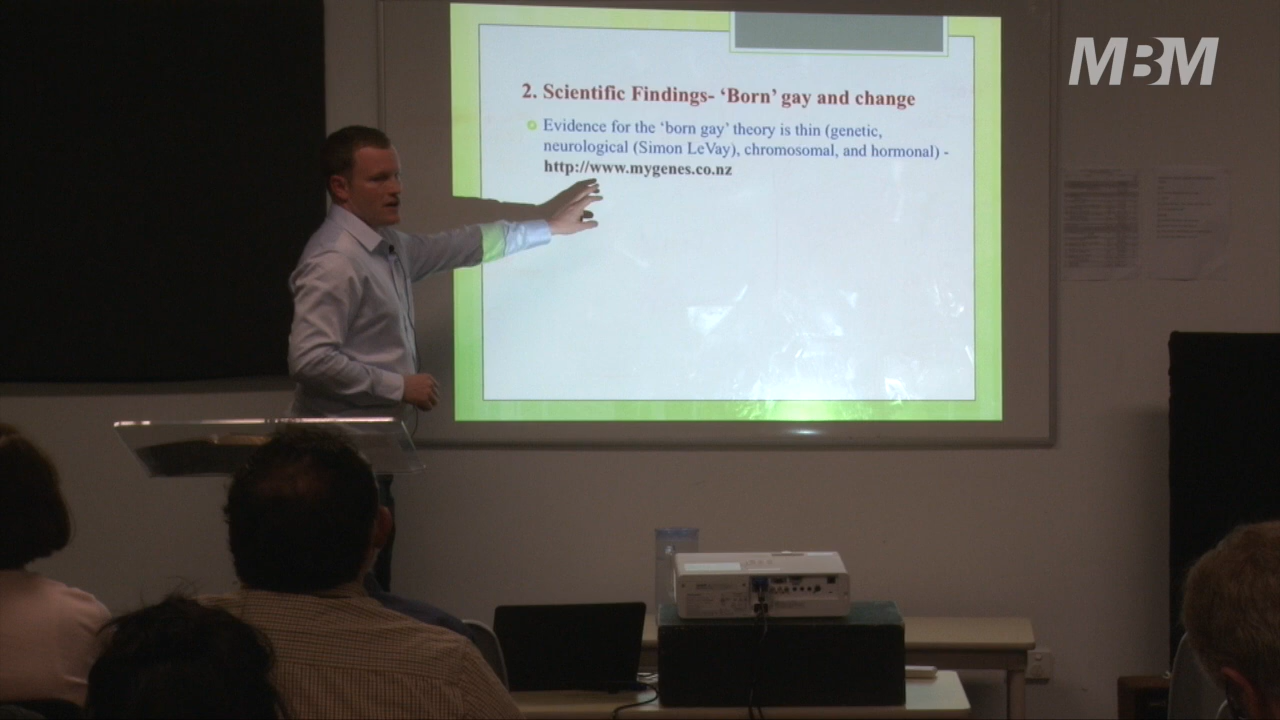 MBM
2. Scientific Findings- ‘Born’ gay and change
Evidence for the ‘born gay’ theory is thin (genetic,
neurological (Simon LeVay), chromosomal, and hormonal) -
http://www.mygenes.co.nz